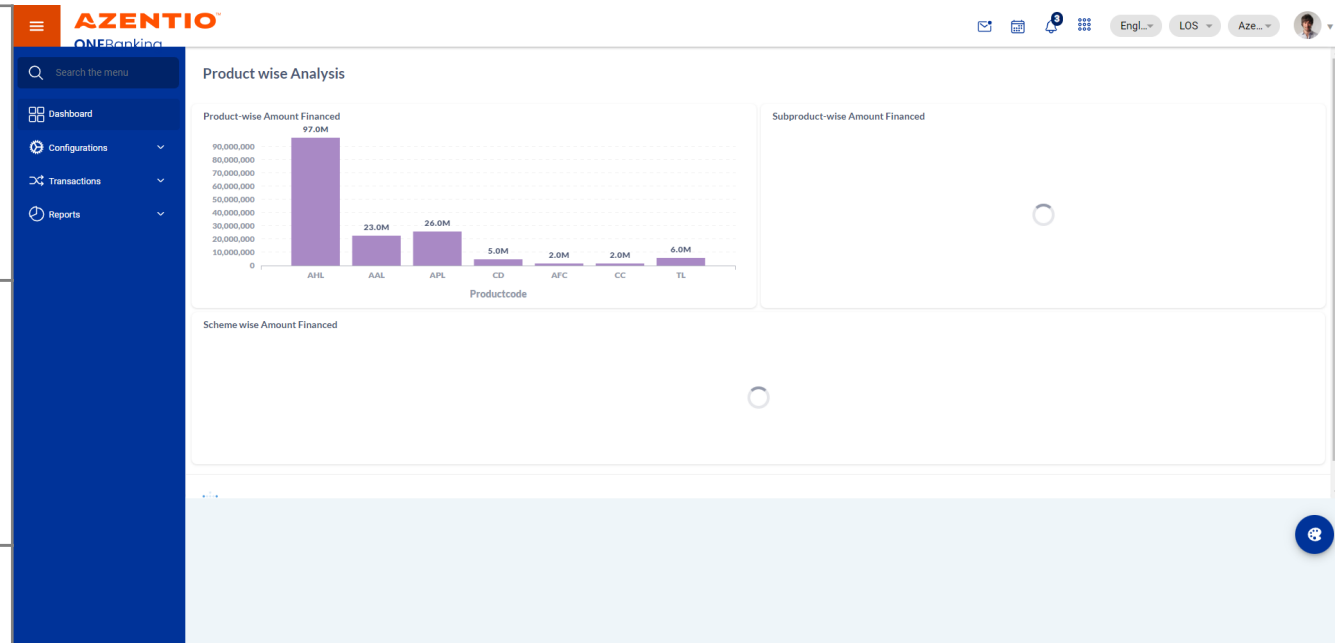 AZENTIO™
ONEBanking
3
Engl...
LOS
Aze...
Search the menu
Dashboard
Configurations
Transactions
Reports
Product wise Analysis
Product-wise Amount Financed
97.0M
90,000,000
80,000,000
70,000,000
60,000,000
50,000,000
40,000,000
30,000,000
20,000,000
10,000,000
0
23.0M
26.0M
5.0M
2.0M
2.0M
6.0M
AHL AAL APL CD AFC CC TL
Productcode
Subproduct-wise Amount Financed
Scheme wise Amount Financed